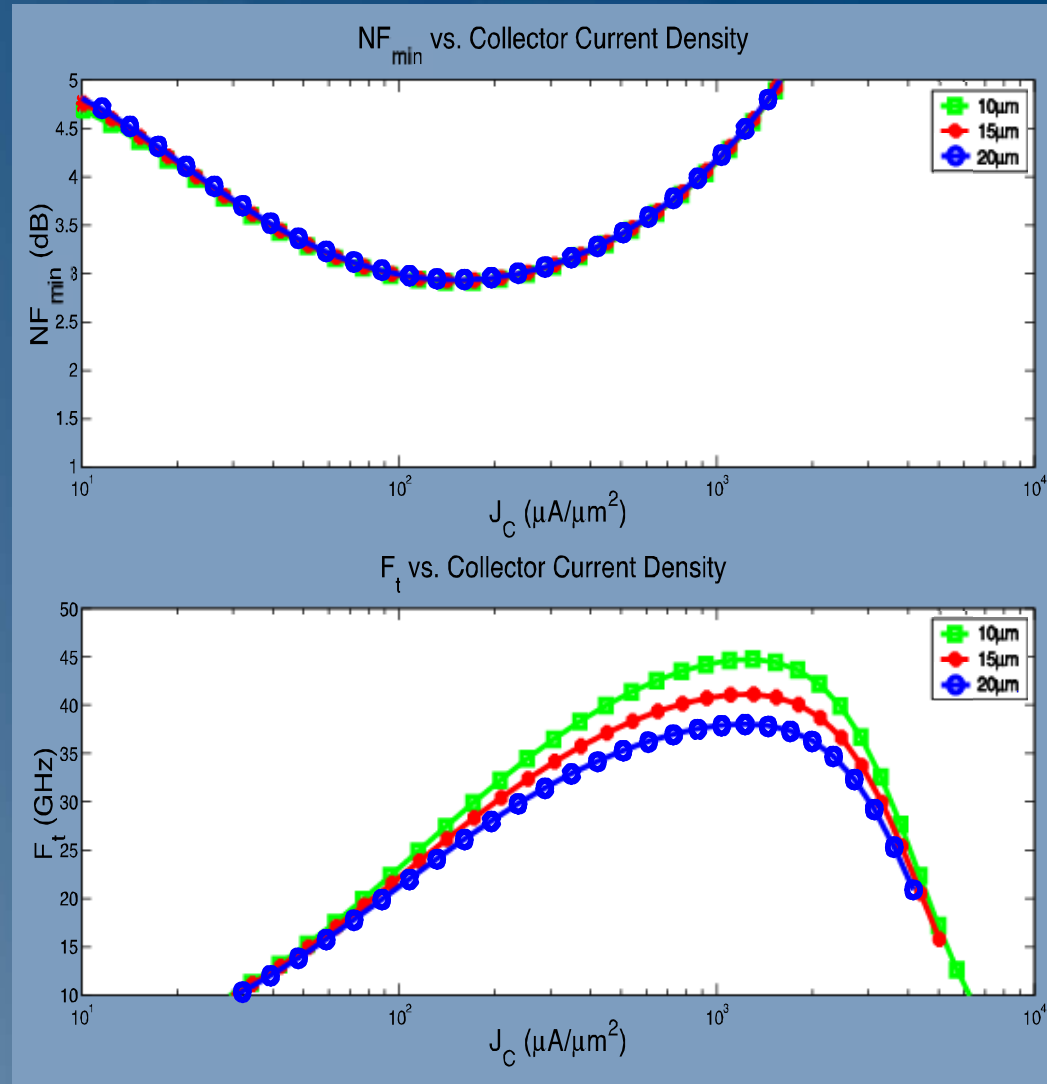 NFmin vs. Collector Current Density
5
4.5
4
3.5
3
2.5
2
1.5
1
NFmin (dB)
10μm
15μm
20μm
10¹ 10² 10³ 10⁴
JC (μA/μm²)
Ft vs. Collector Current Density
50
45
40
35
30
25
20
15
10
Ft (GHz)
10μm
15μm
20μm
10¹ 10² 10³ 10⁴
JC (μA/μm²)